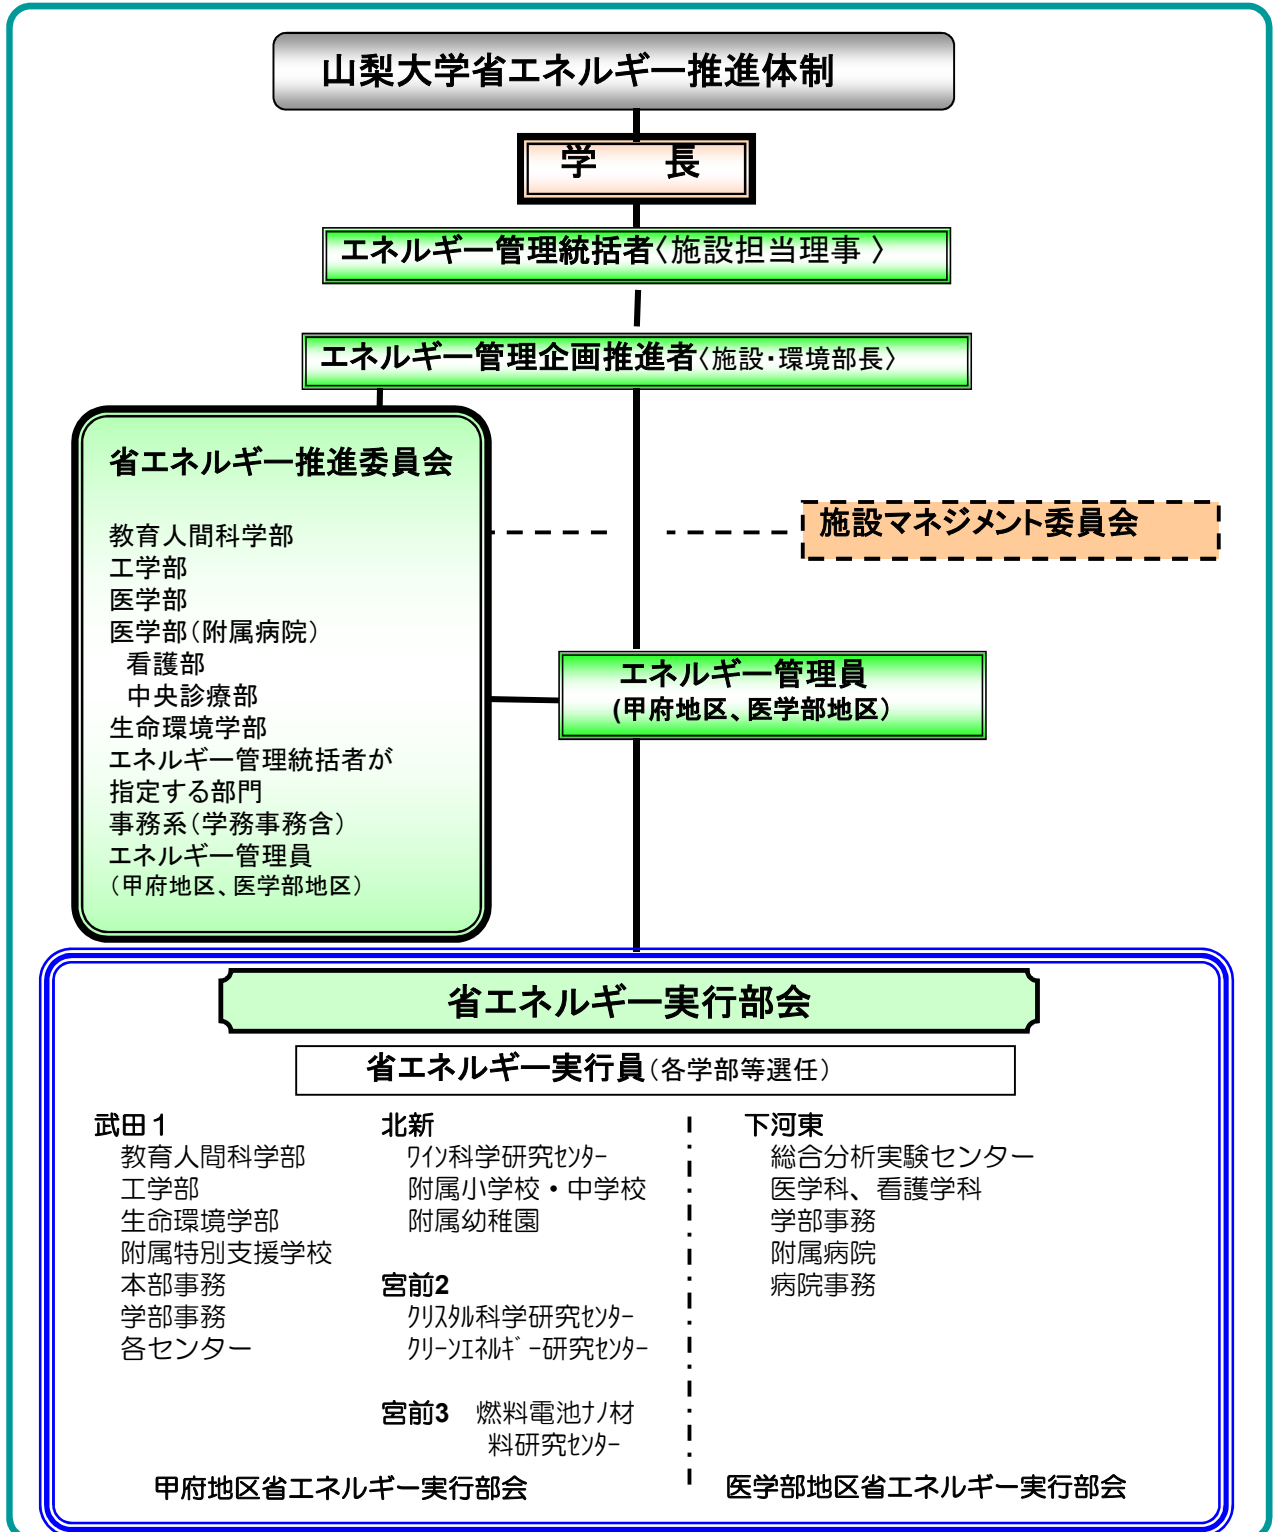 山梨大学省エネルギー推進体制
学　長
エネルギー管理統括者〈施設担当理事 〉
エネルギー管理企画推進者〈施設・環境部長〉
省エネルギー推進委員会
教育人間科学部
工学部
医学部
医学部（附属病院）
看護部
中央診療部
生命環境学部
エネルギー管理統括者が
指定する部門
事務系（学務事務含）
エネルギー管理員
（甲府地区、医学部地区）
施設マネジメント委員会
エネルギー管理員
(甲府地区、医学部地区）
省エネルギー実行部会
省エネルギー実行員（各学部等選任）
武田１
教育人間科学部
工学部
生命環境学部
附属特別支援学校
本部事務
学部事務
各センター
北新
ﾜｲﾝ科学研究ｾﾝﾀｰ
附属小学校・中学校
附属幼稚園
宮前2
ｸﾘｽﾀﾙ科学研究ｾﾝﾀｰ
ｸﾘｰﾝｴﾈﾙｷﾞｰ研究ｾﾝﾀｰ
宮前3　燃料電池ﾅﾉ材
料研究ｾﾝﾀｰ
甲府地区省エネルギー実行部会
下河東
総合分析実験センター
医学科、看護学科
学部事務
附属病院
病院事務
医学部地区省エネルギー実行部会